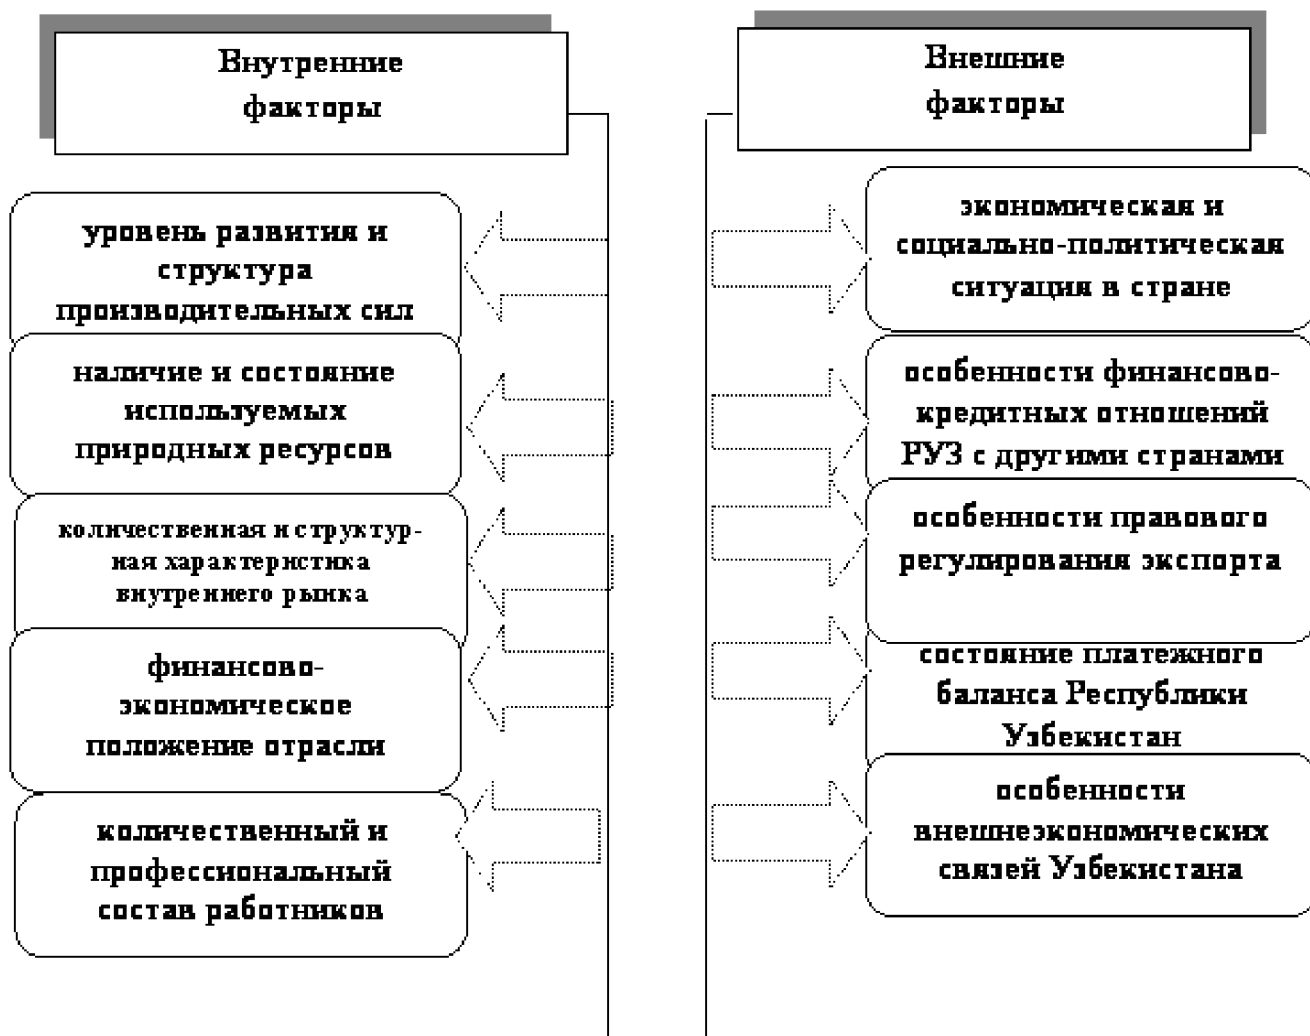 Внутренние
факторы
уровень развития и
структура
производительных сил
наличие и состояние
используемых
природных ресурсов
количественная и структур-
ная характеристика
внутреннего рынка
финансово-
экономическое
положение отрасли
количественный и
профессиональный
состав работников
Внешние
факторы
экономическая и
социально-политическая
ситуация в стране
особенности финансово-
кредитных отношений
РУЗ с другими странами
особенности правового
регулирования экспорта
состояние платежного
баланса Республики
Узбекистан
особенности
внешнеэкономических
связей Узбекистана